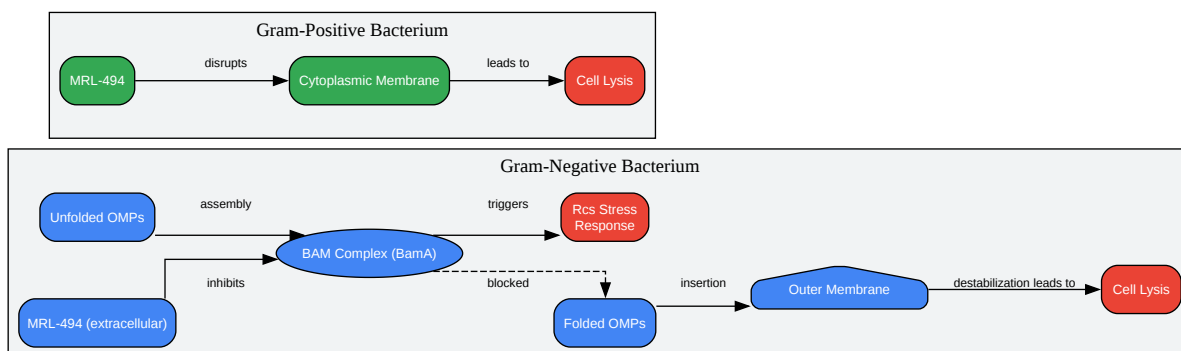 Gram-Positive Bacterium
MRL-494
disrupts
Cytoplasmic Membrane
leads to
Cell Lysis
Gram-Negative Bacterium
Unfolded OMPs
assembly
BAM Complex (BamA)
triggers
Rcs Stress
Response
MRL-494 (extracellular)
inhibits
blocked
Folded OMPs
insertion
Outer Membrane
destabilization leads to
Cell Lysis